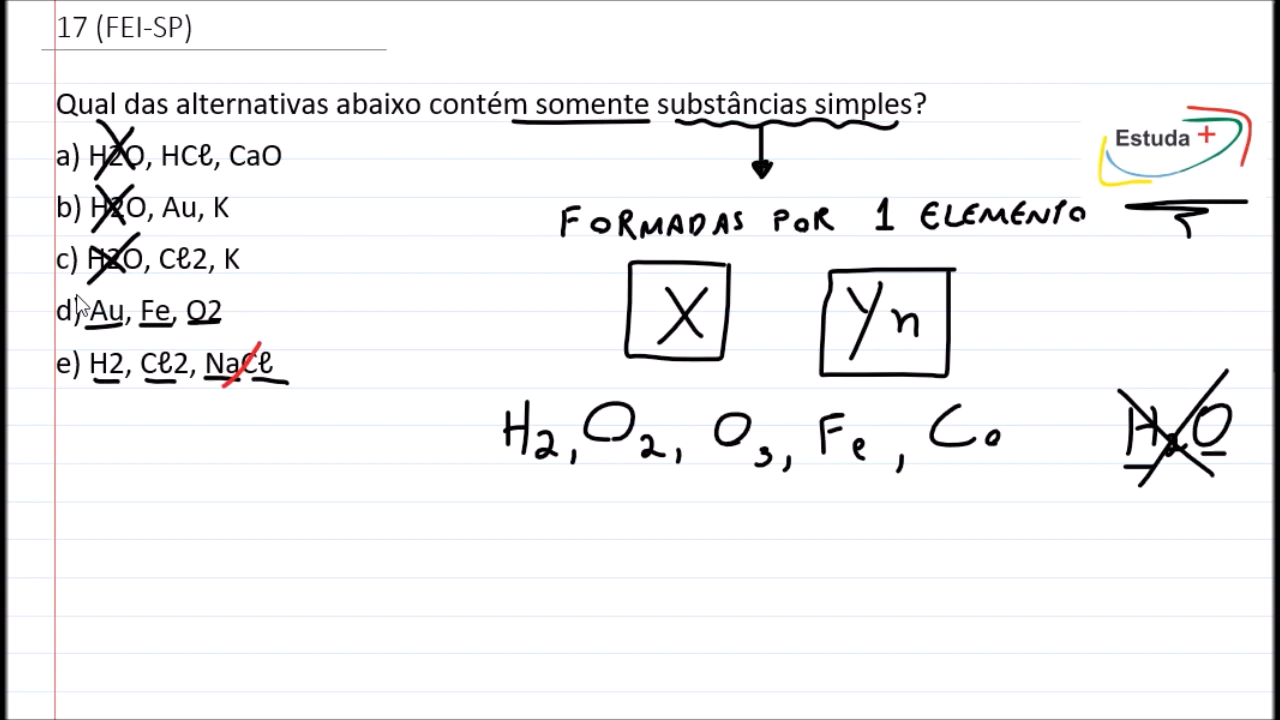 17 (FEI-SP)
Qual das alternativas abaixo contém somente substâncias simples?
Estuda +
a) H2O, HCℓ, CaO
b) H2O, Au, K
c) H2O, Cℓ2, K
d) Au, Fe, O2
e) H2, Cℓ2, NaCℓ
FORMADAS POR 1 ELEMENTO
X Yn
H2, O2, O3, Fe, Co H2O